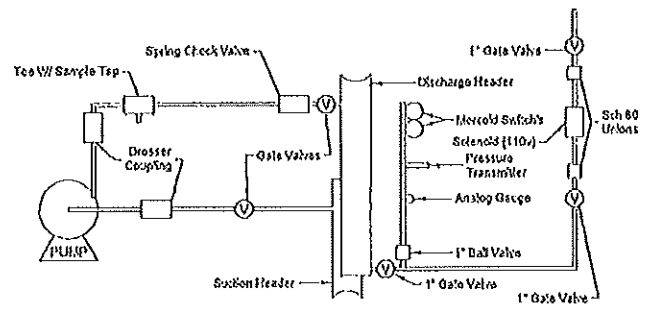 Spring Check Valve
Tee W/ Sample Tap
1" Gate Valve
Discharge Header
Mercoid Switch's
Sch 80
Unions
Solenoid (110v)
Dresser
Coupling
Gate Valves
Pressure
Transmitter
Analog Gauge
V
V
V
V
V
PUMP
1" Ball Valve
Suction Header
1" Gate Valve
1" Gate Valve